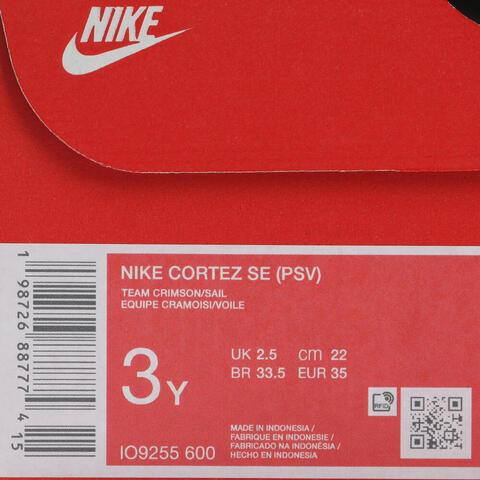 NIKE
NIKE CORTEZ SE (PSV)
TEAM CRIMSON/SAIL
EQUIPE CRAMOISI/VOILE
3Y
UK 2.5 cm 22
BR 33.5 EUR 35
RFID
MADE IN INDONESIA /
FABRIQUE EN INDONESIE /
FABRICADO NA INDONÉSIA /
HECHO EN INDONESIA
IO9255 600
1 98726 88777 4 15